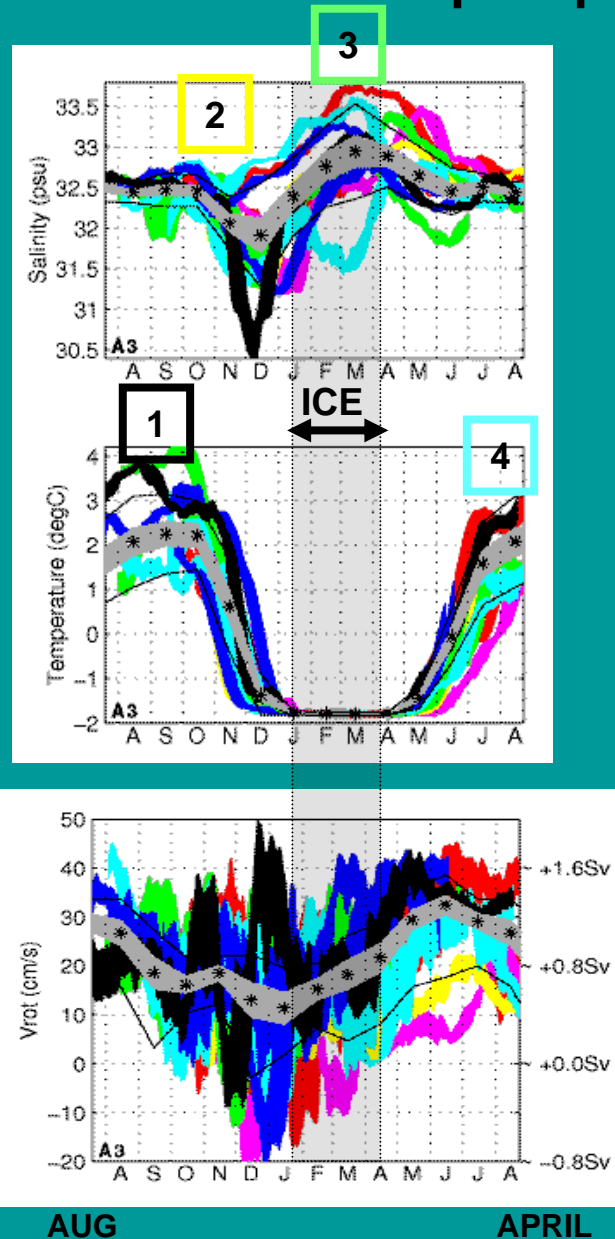 3
2
33.5
33
32.5
32
31.5
31
30.5
Salinity (psu)
A3
A S O N D J F M A M J J A
ICE
1
4
4
3
2
1
0
−1
−2
Temperature (degC)
A3
A S O N D J F M A M J J A
50
40
30
20
10
0
−10
−20
Vrot (cm/s)
+1.6Sv
+0.8Sv
+0.0Sv
−0.8Sv
A3
A S O N D J F M A M J J A
AUG APRIL